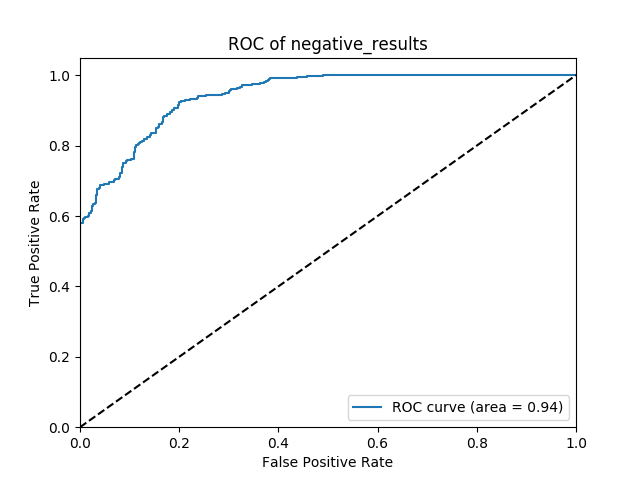 ROC of negative_results
True Positive Rate
1.0
0.8
0.6
0.4
0.2
0.0
ROC curve (area = 0.94)
0.0 0.2 0.4 0.6 0.8 1.0
False Positive Rate